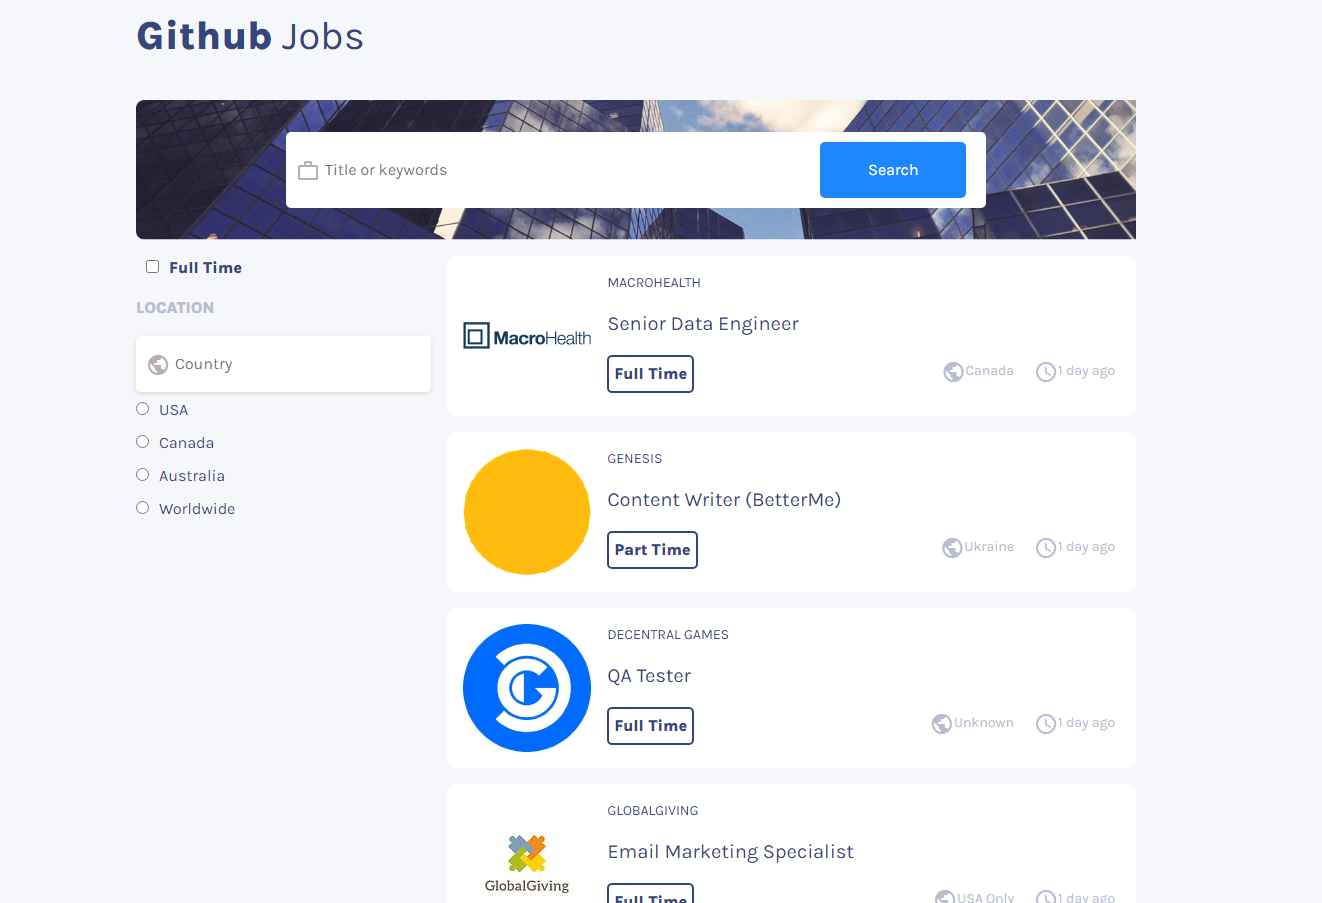 Github Jobs
Title or keywords
Search
Full Time
LOCATION
Country
USA
Canada
Australia
Worldwide
MacroHealth
MACROHEALTH
Senior Data Engineer
Full Time
Canada
1 day ago
GENESIS
Content Writer (BetterMe)
Part Time
Ukraine
1 day ago
DECENTRAL GAMES
QA Tester
Full Time
Unknown
1 day ago
GlobalGiving
GLOBALGIVING
Email Marketing Specialist
Full Time
USA Only
1 day ago